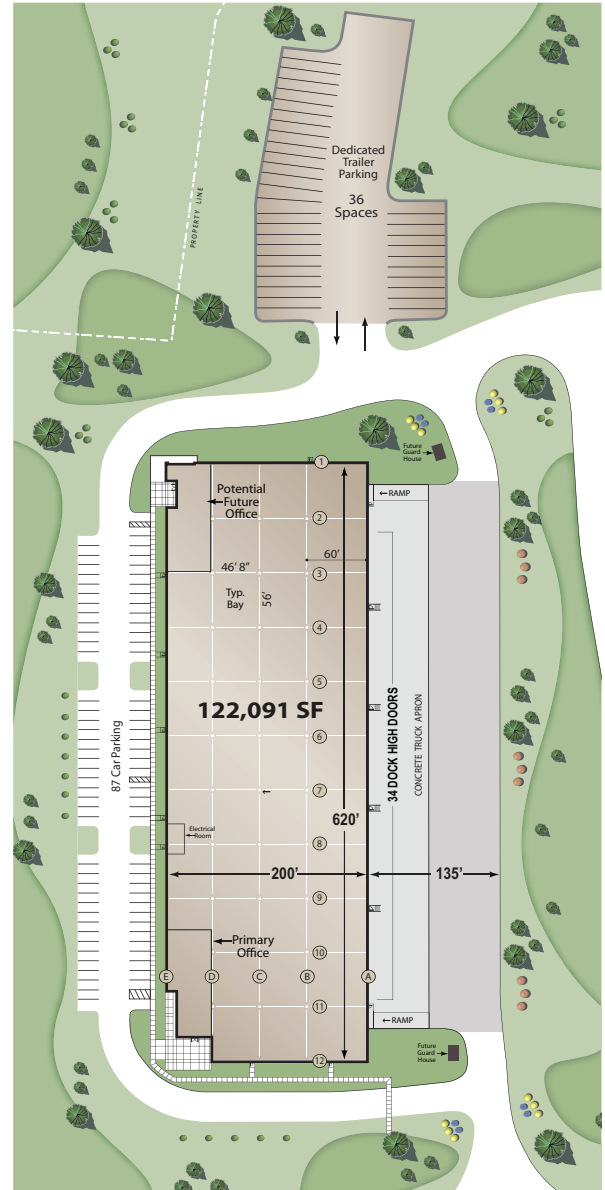 Dedicated
Trailer
Parking
36
Spaces
PROPERTY LINE
Future
Guard
House
1
RAMP
Potential
Future
Office
2
60'
46' 8"
3
Typ.
Bay
56'
4
5
122,091 SF
34 DOCK HIGH DOORS
CONCRETE TRUCK APRON
6
87 Car Parking
7
620'
Electrical
Room
8
200'
135'
9
Primary
Office
10
E
D
C
B
A
11
RAMP
Future
Guard
House
12